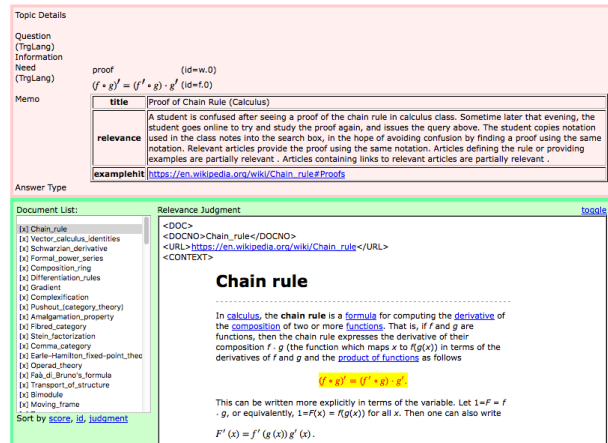 Topic Details
Question
(TrgLang)
Information
Need
(TrgLang)
proof (id=w.0)
(f ∘ g)′ = (f′ ∘ g) · g′ (id=f.0)
Memo
title Proof of Chain Rule (Calculus)
relevance
A student is confused after seeing a proof of the chain rule in calculus class. Sometime later that evening, the
student goes online to try and study the proof again, and issues the query above. The student copies notation
used in the class notes into the search box, in the hope of avoiding confusion by finding a proof using the same
notation. Relevant articles provide the proof using the same notation. Articles defining the rule or providing
examples are partially relevant . Articles containing links to relevant articles are partially relevant .
examplehit https://en.wikipedia.org/wiki/Chain_rule#Proofs
Answer Type
Document List:
[x] Chain_rule
[x] Vector_calculus_identities
[x] Schwarzian_derivative
[x] Formal_power_series
[x] Composition_ring
[x] Differentiation_rules
[x] Gradient
[x] Complexification
[x] Pushout_(category_theory)
[x] Amalgamation_property
[x] Fibred_category
[x] Stein_factorization
[x] Comma_category
[x] Earle–Hamilton_fixed-point_theo
[x] Operad_theory
[x] Faà_di_Bruno's_formula
[x] Transport_of_structure
[x] Bimodule
[x] Moving_frame
Sort by score, id, judgment
Relevance Judgment toggle
<DOC>
<DOCNO>Chain_rule</DOCNO>
<URL>https://en.wikipedia.org/wiki/Chain_rule</URL>
<CONTEXT>
Chain rule
In calculus, the chain rule is a formula for computing the derivative of
the composition of two or more functions. That is, if f and g are
functions, then the chain rule expresses the derivative of their
composition f · g (the function which maps x to f(g(x)) in terms of the
derivatives of f and g and the product of functions as follows
(f ∘ g)′ = (f′ ∘ g) · g′.
This can be written more explicitly in terms of the variable. Let 1=F = f
· g, or equivalently, 1=F(x) = f(g(x)) for all x. Then one can also write
F′ (x) = f′ (g (x)) g′ (x) .